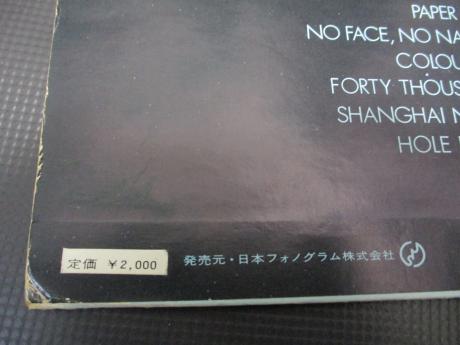 PAPER
NO FACE, NO NA
COLOU
FORTY THOUS
SHANGHAI N
HOLE
定価 ¥2,000
発売元・日本フォノグラム株式会社